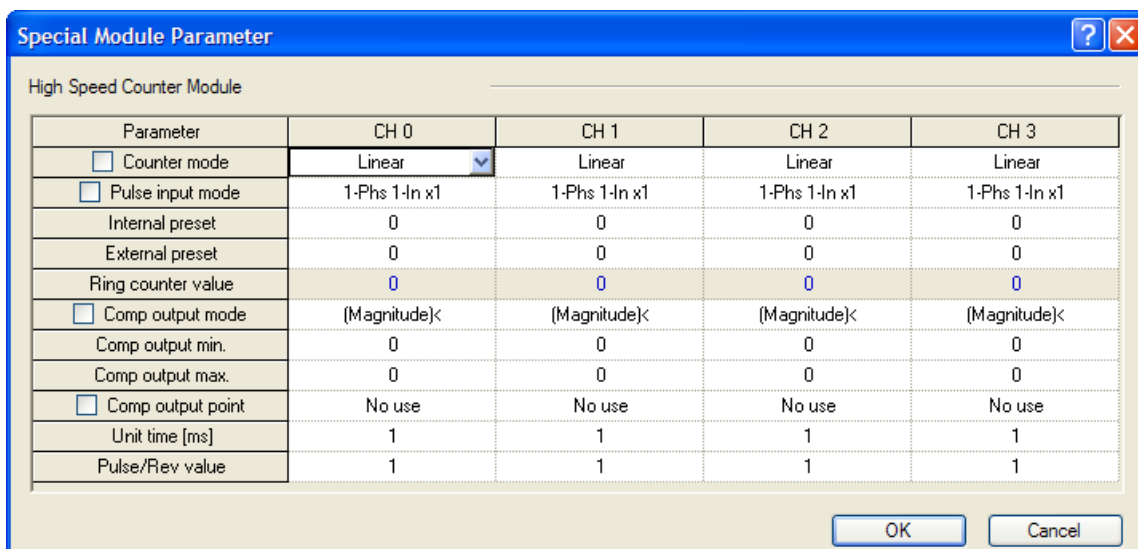 Special Module Parameter
High Speed Counter Module
Parameter CH 0 CH 1 CH 2 CH 3
Counter mode Linear Linear Linear Linear
Pulse input mode 1-Phs 1-In x1 1-Phs 1-In x1 1-Phs 1-In x1 1-Phs 1-In x1
Internal preset 0 0 0 0
External preset 0 0 0 0
Ring counter value 0 0 0 0
Comp output mode (Magnitude)< (Magnitude)< (Magnitude)< (Magnitude)<
Comp output min. 0 0 0 0
Comp output max. 0 0 0 0
Comp output point No use No use No use No use
Unit time [ms] 1 1 1 1
Pulse/Rev value 1 1 1 1
OK Cancel